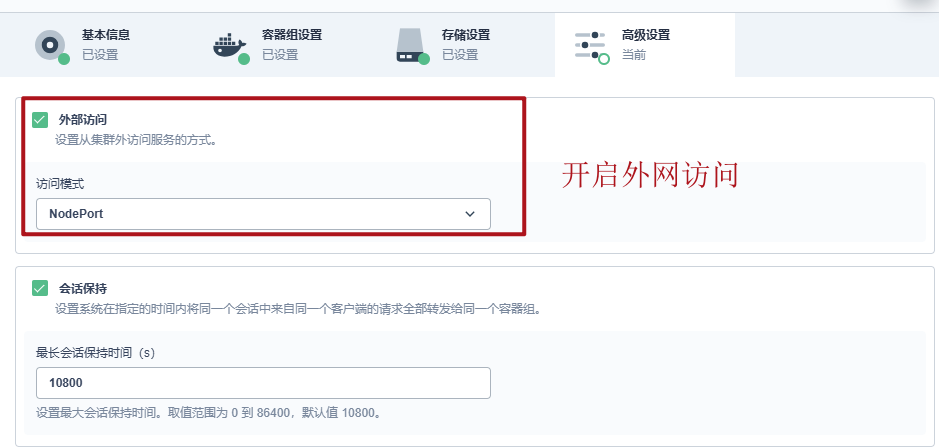 基本信息
已设置
容器组设置
已设置
存储设置
已设置
高级设置
当前
外部访问
设置从集群外访问服务的方式。
访问模式
NodePort
开启外网访问
会话保持
设置系统在指定的时间内将同一个会话中来自同一个客户端的请求全部转发给同一个容器组。
最长会话保持时间（s）
10800
设置最大会话保持时间。取值范围为 0 到 86400，默认值 10800。